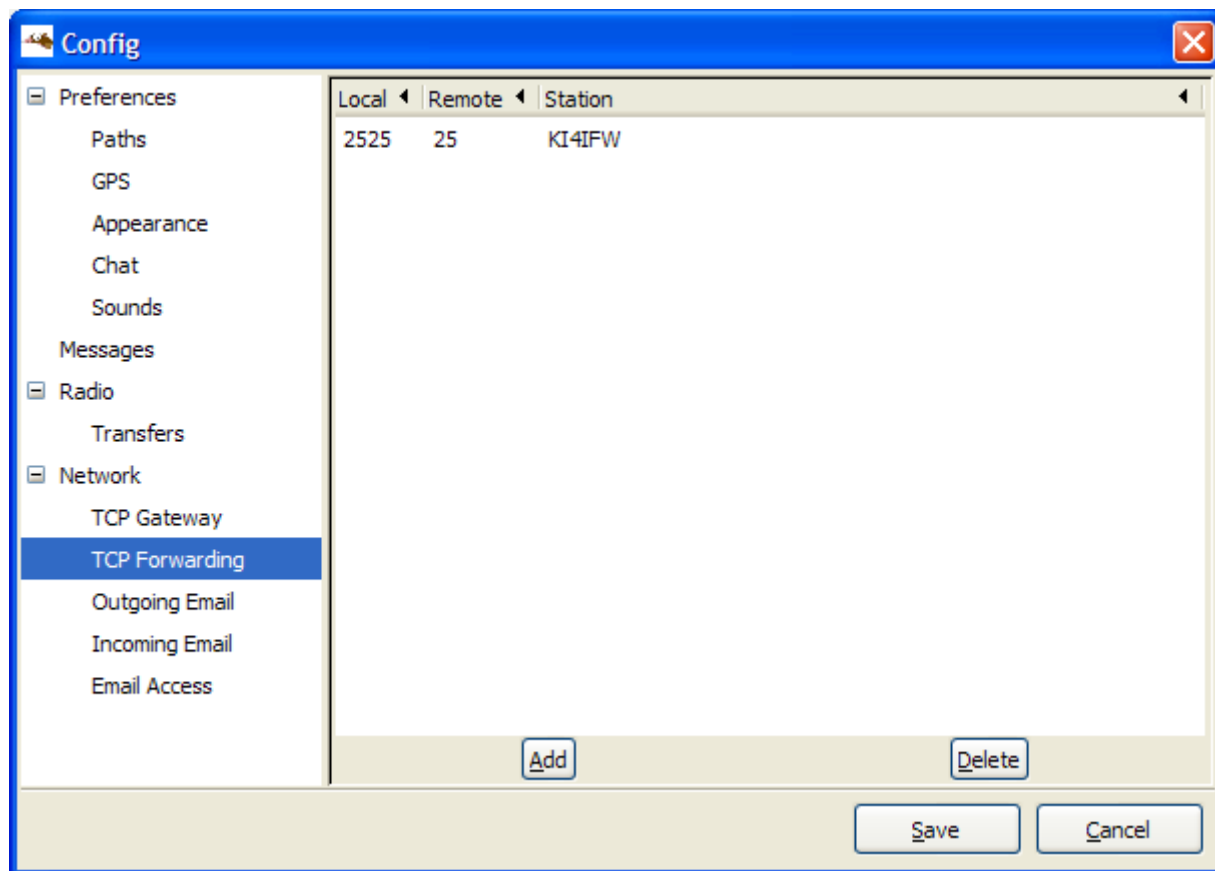 Config
Preferences
Paths
GPS
Appearance
Chat
Sounds
Messages
Radio
Transfers
Network
TCP Gateway
TCP Forwarding
Outgoing Email
Incoming Email
Email Access
Local Remote Station
2525 25 KI4IFW
Add Delete
Save Cancel